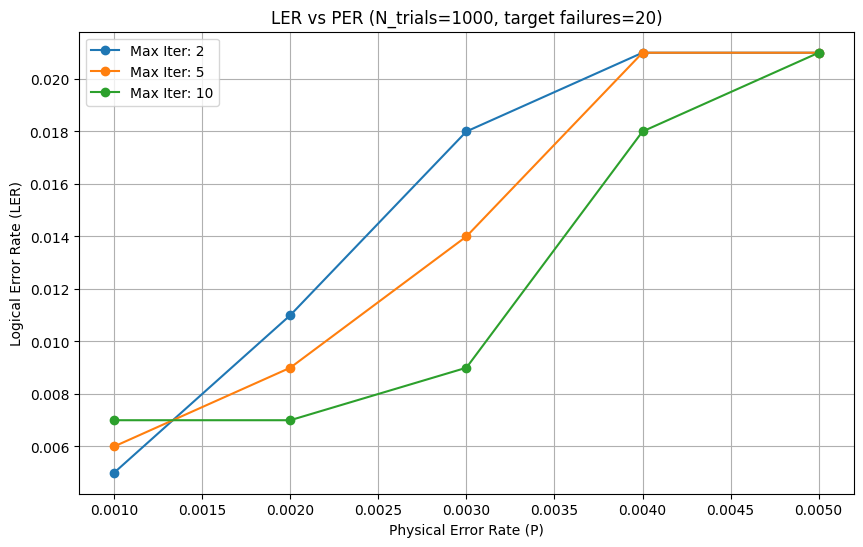 LER vs PER (N_trials=1000, target failures=20)
Max Iter: 2
Max Iter: 5
Max Iter: 10
0.020
0.018
0.016
0.014
0.012
0.010
0.008
0.006
Logical Error Rate (LER)
0.0010 0.0015 0.0020 0.0025 0.0030 0.0035 0.0040 0.0045 0.0050
Physical Error Rate (P)